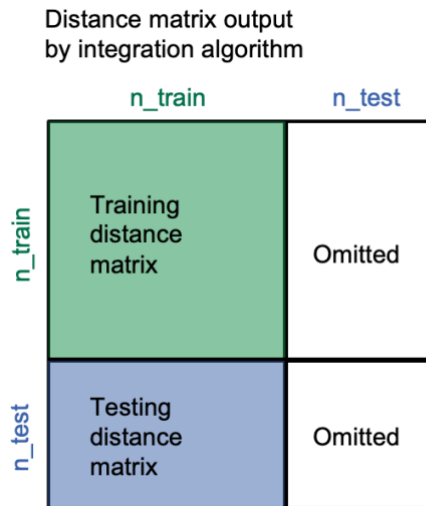 Distance matrix output
by integration algorithm
n_train
n_test
n_train
Training
distance
matrix
Omitted
n_test
Testing
distance
matrix
Omitted